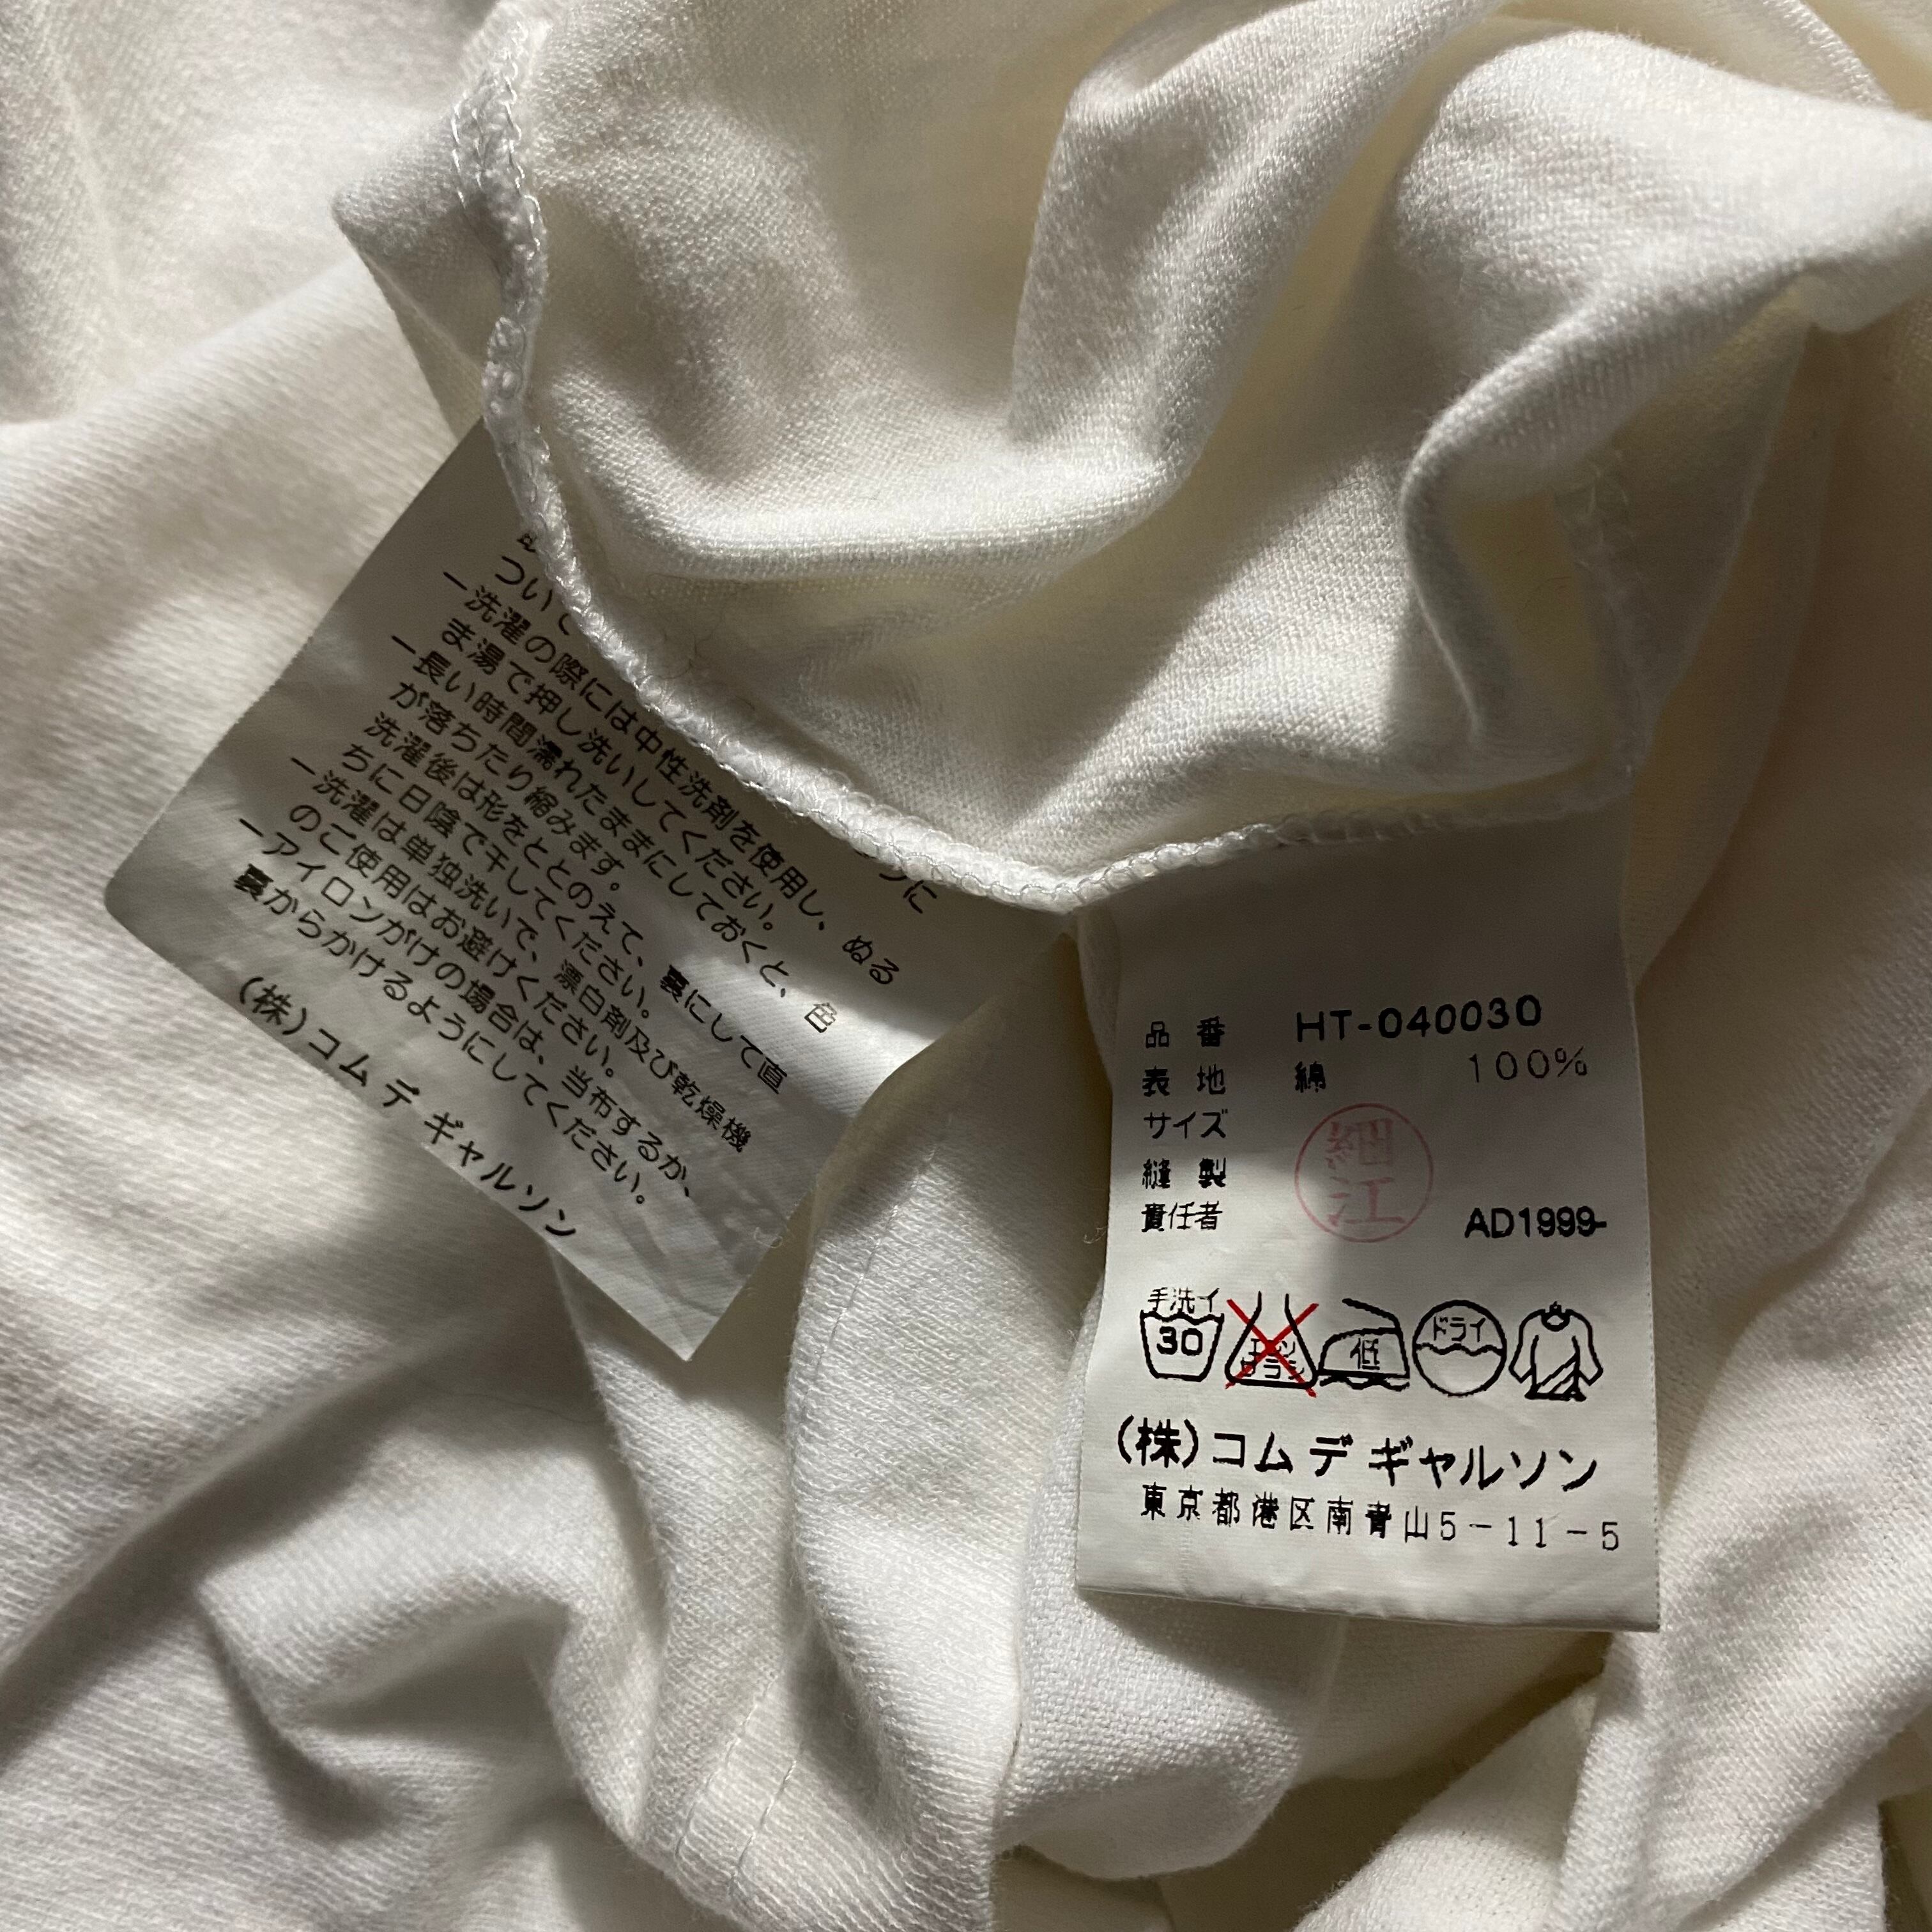 ついて
ー洗濯の際には中性洗剤を使用し、ぬる
ま湯で押し洗いしてください。
ー長い時間濡れたままにしておくと、色
が落ちたり縮みます。
洗濯後は形をととのえて、裏にして直
ちに日陰で干してください。
ー洗濯は単独洗いで、漂白剤及び乾燥機
のご使用はお避けください。
ーアイロンがけの場合は、当布するか、
裏からかけるようにしてください。
(株)コム デ ギャルソン
品 番 HT-040030
表 地 綿 100%
サイズ
縫 製
責任者 細江 AD1999-
手洗イ
30 エンソサラシ 低 ドライ
(株)コム デ ギャルソン
東京都港区南青山5-11-5